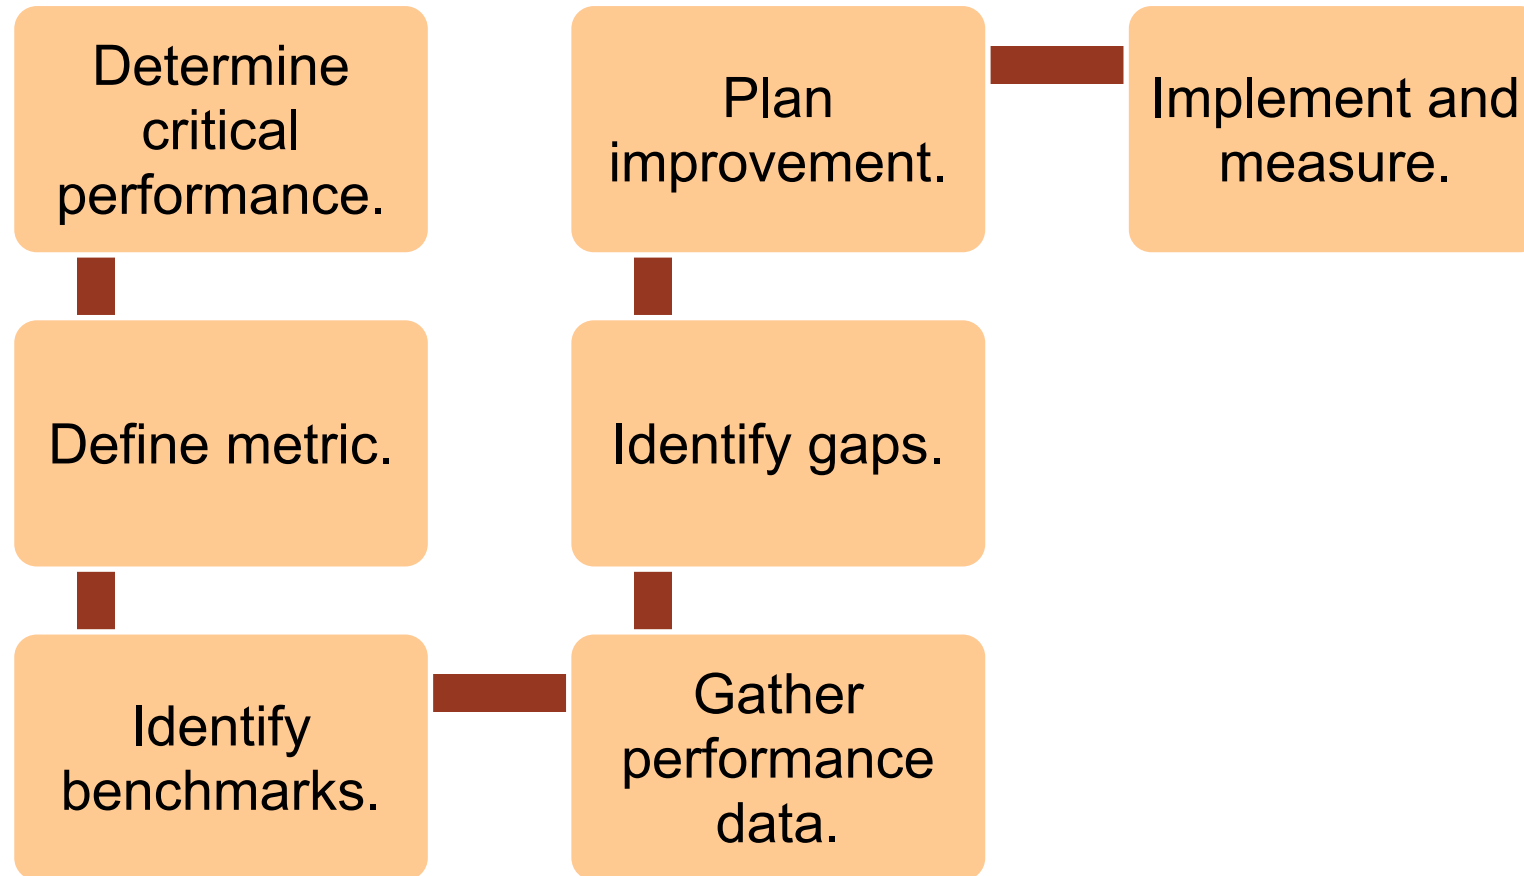 Determine
critical
performance.
Define metric.
Identify
benchmarks.
Gather
performance
data.
Identify gaps.
Plan
improvement.
Implement and
measure.